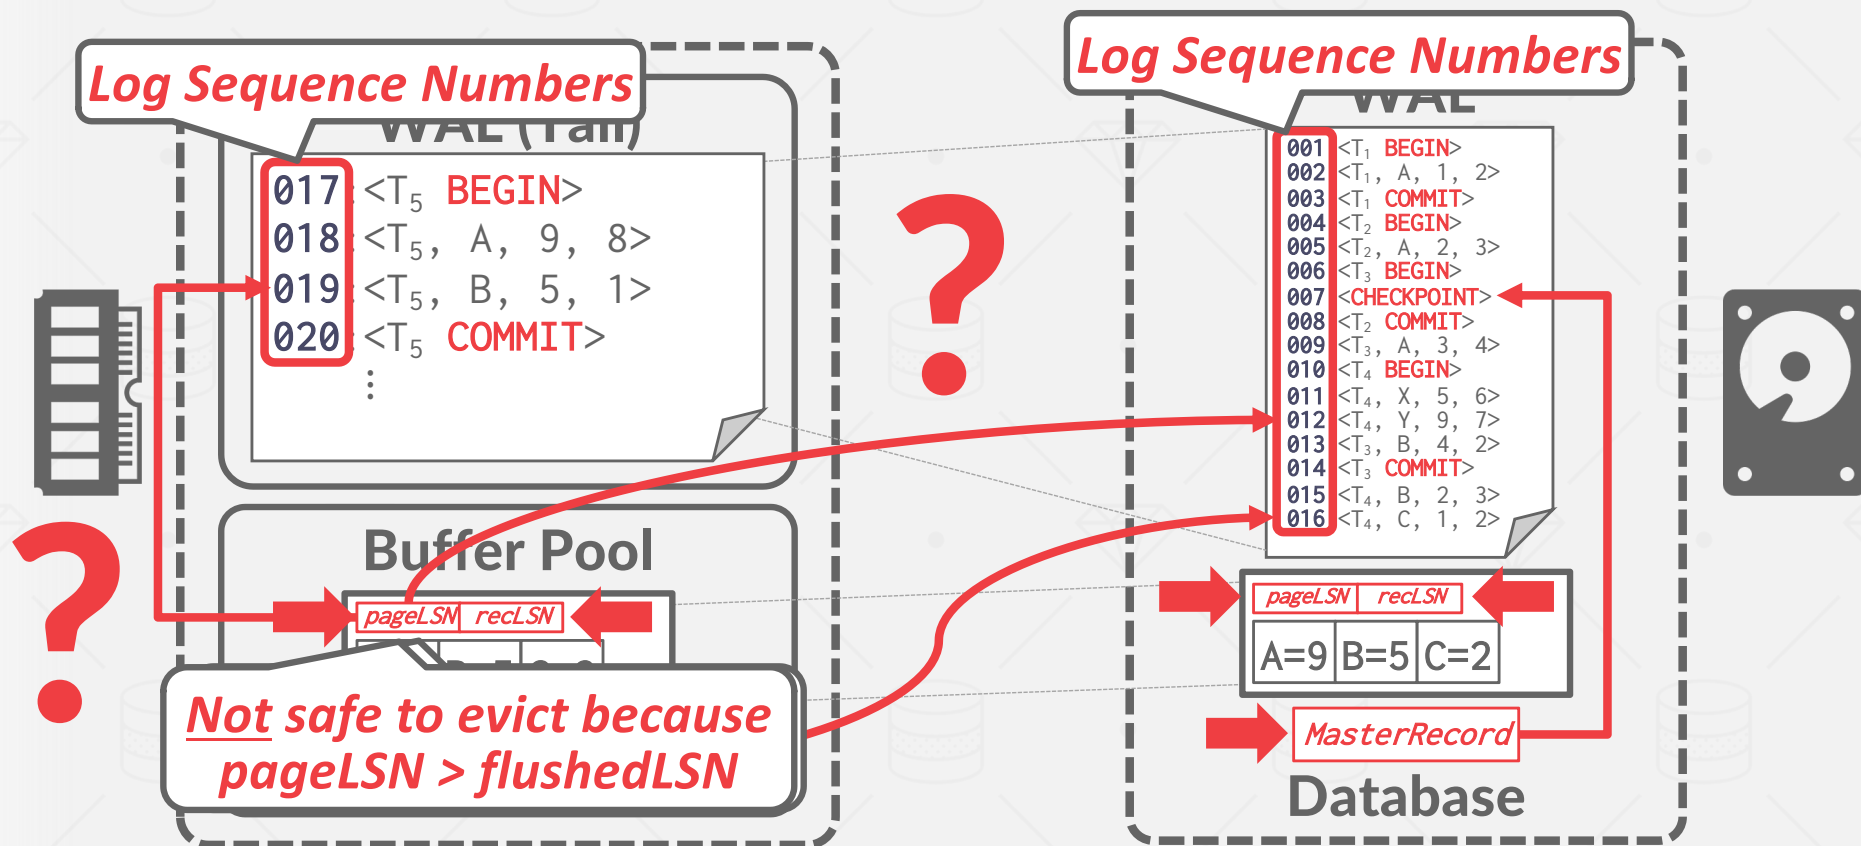 Log Sequence Numbers
WAL (Tail)
017:<T5 BEGIN>
018:<T5, A, 9, 8>
019:<T5, B, 5, 1>
020:<T5 COMMIT>
⋮
?
Buffer Pool
pageLSN recLSN
Not safe to evict because
pageLSN > flushedLSN
?
Log Sequence Numbers
WAL
001:<T1 BEGIN>
002:<T1, A, 1, 2>
003:<T1 COMMIT>
004:<T2 BEGIN>
005:<T2, A, 2, 3>
006:<T3 BEGIN>
007:<CHECKPOINT>
008:<T2 COMMIT>
009:<T3, A, 3, 4>
010:<T4 BEGIN>
011:<T4, X, 5, 6>
012:<T4, Y, 9, 7>
013:<T3, B, 4, 2>
014:<T3 COMMIT>
015:<T4, B, 2, 3>
016:<T4, C, 1, 2>
pageLSN recLSN
A=9 B=5 C=2
MasterRecord
Database